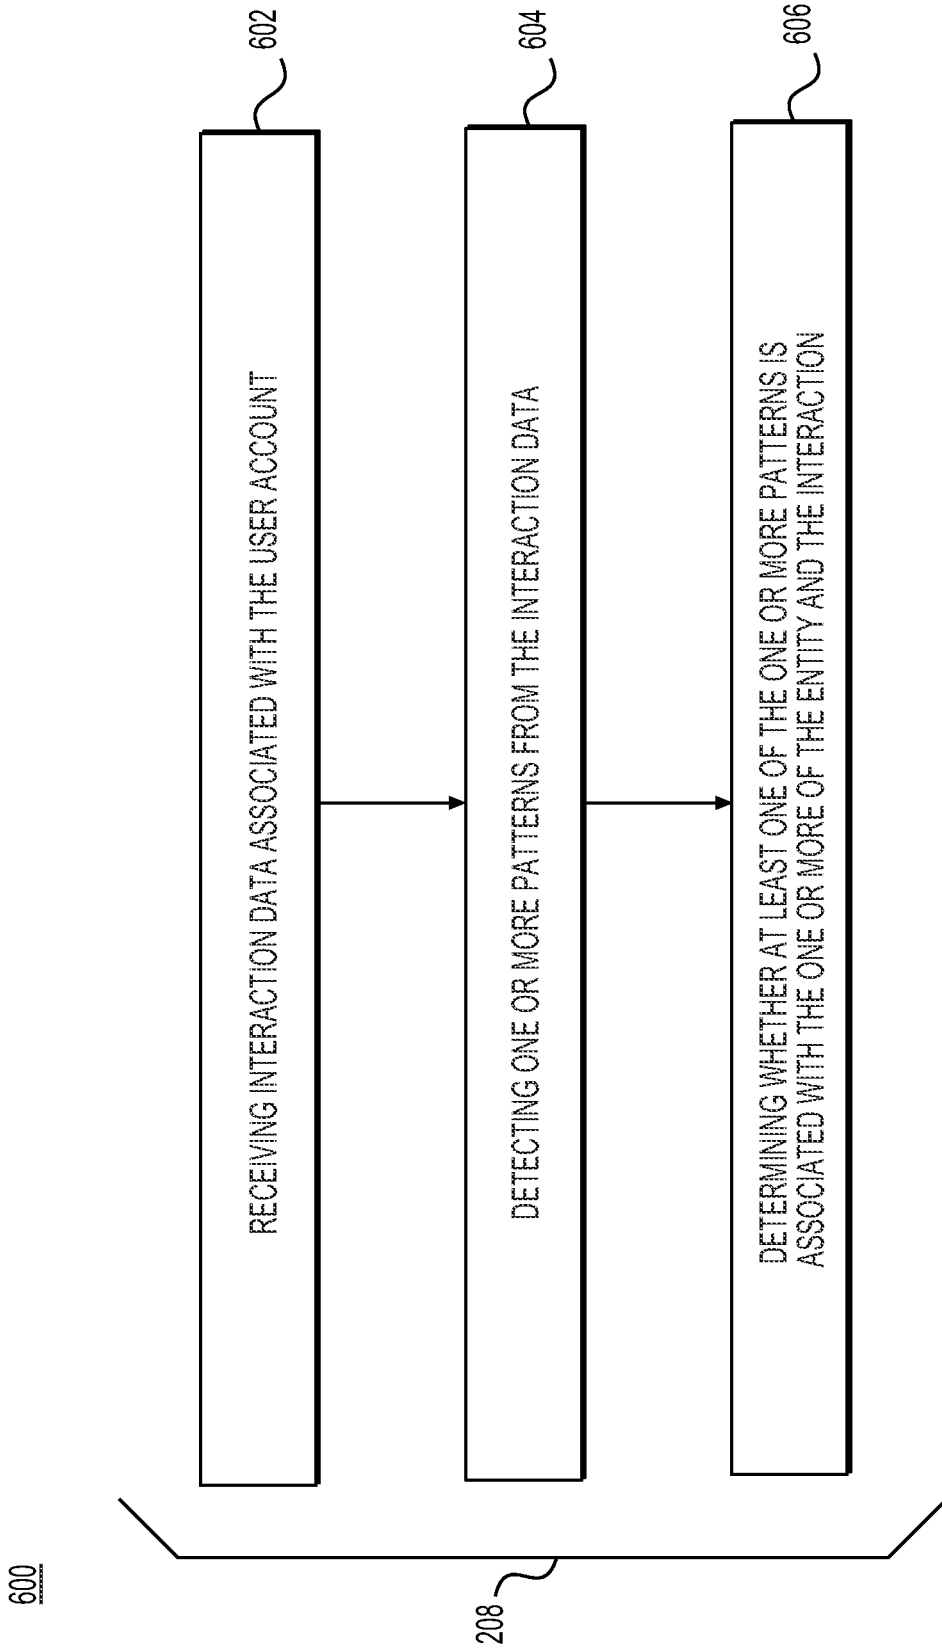 600
208
RECEIVING INTERACTION DATA ASSOCIATED WITH THE USER ACCOUNT
602
DETECTING ONE OR MORE PATTERNS FROM THE INTERACTION DATA
604
DETERMINING WHETHER AT LEAST ONE OF THE ONE OR MORE PATTERNS IS
ASSOCIATED WITH THE ONE OR MORE OF THE ENTITY AND THE INTERACTION
606